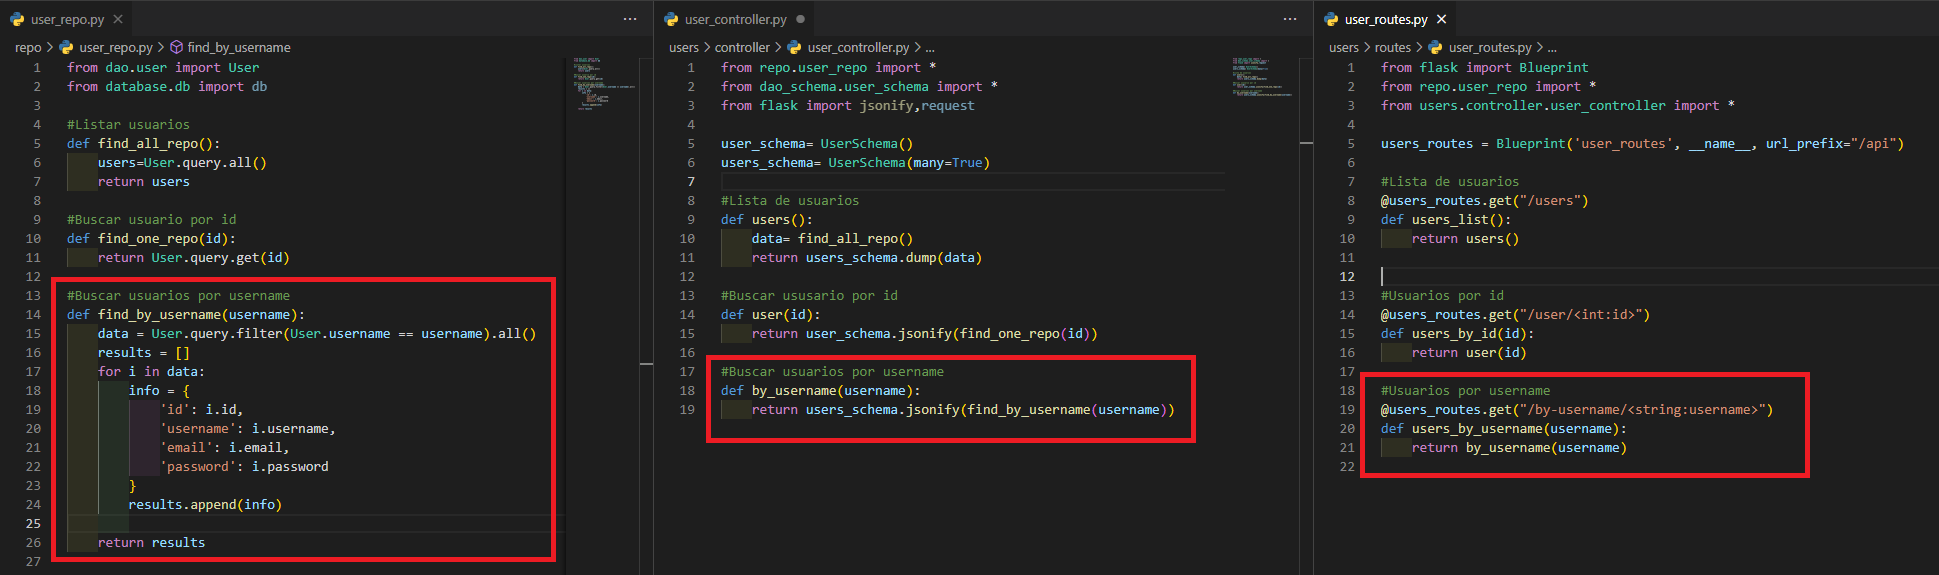 user_repo.py
repo > user_repo.py > find_by_username
1 from dao.user import User
2 from database.db import db
3
4 #Listar usuarios
5 def find_all_repo():
6 users=User.query.all()
7 return users
8
9 #Buscar usuario por id
10 def find_one_repo(id):
11 return User.query.get(id)
12
13 #Buscar usuarios por username
14 def find_by_username(username):
15 data = User.query.filter(User.username == username).all()
16 results = []
17 for i in data:
18 info = {
19 'id': i.id,
20 'username': i.username,
21 'email': i.email,
22 'password': i.password
23 }
24 results.append(info)
25
26 return results
27
user_controller.py
users > controller > user_controller.py > ...
1 from repo.user_repo import *
2 from dao_schema.user_schema import *
3 from flask import jsonify,request
4
5 user_schema= UserSchema()
6 users_schema= UserSchema(many=True)
7
8 #Lista de usuarios
9 def users():
10 data= find_all_repo()
11 return users_schema.dump(data)
12
13 #Buscar ususario por id
14 def user(id):
15 return user_schema.jsonify(find_one_repo(id))
16
17 #Buscar usuarios por username
18 def by_username(username):
19 return users_schema.jsonify(find_by_username(username))
user_routes.py
users > routes > user_routes.py > ...
1 from flask import Blueprint
2 from repo.user_repo import *
3 from users.controller.user_controller import *
4
5 users_routes = Blueprint('user_routes', __name__, url_prefix="/api")
6
7 #Lista de usuarios
8 @users_routes.get("/users")
9 def users_list():
10 return users()
11
12
13 #Usuarios por id
14 @users_routes.get("/user/<int:id>")
15 def users_by_id(id):
16 return user(id)
17
18 #Usuarios por username
19 @users_routes.get("/by-username/<string:username>")
20 def users_by_username(username):
21 return by_username(username)
22